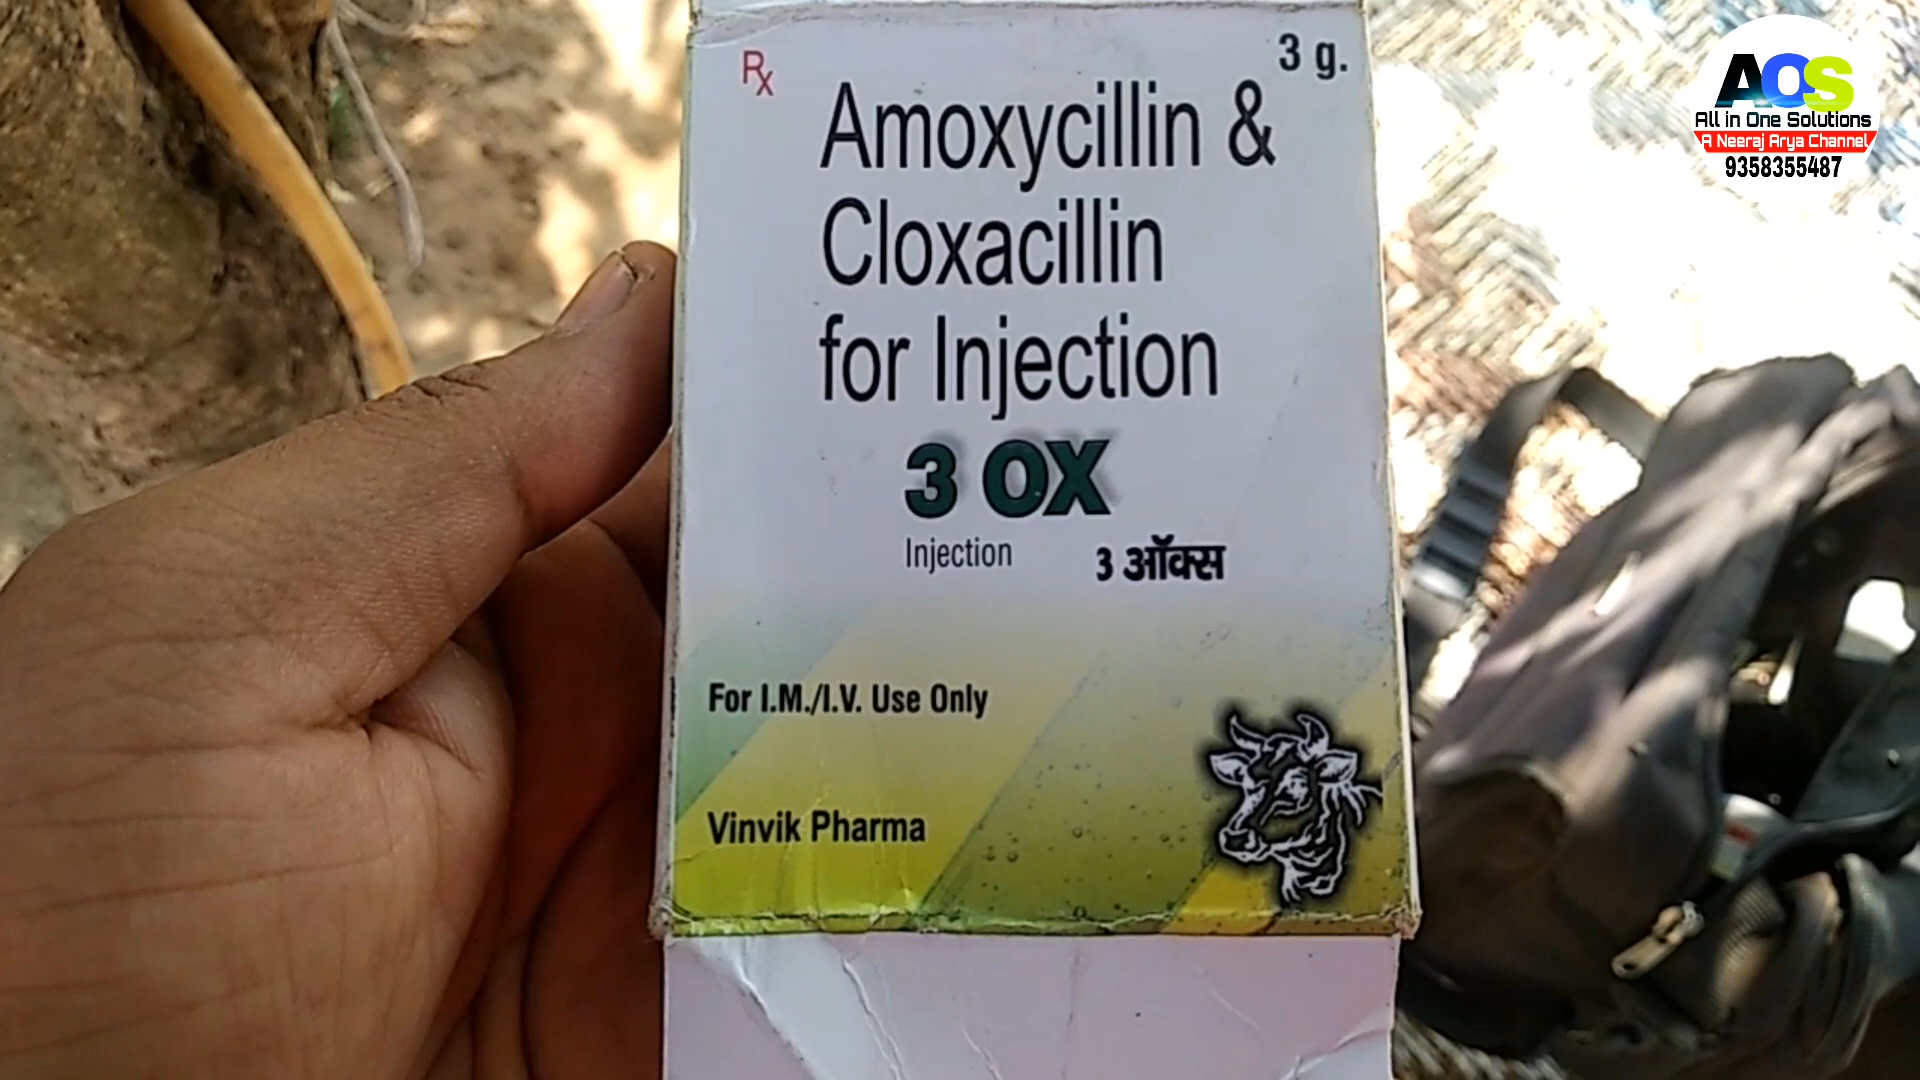 Rx
3 g.
Amoxycillin &
Cloxacillin
for Injection
3 OX
Injection
3 ऑक्स
For I.M./I.V. Use Only
Vinvik Pharma
AOS
All in One Solutions
A Neeraj Arya Channel
9358355487